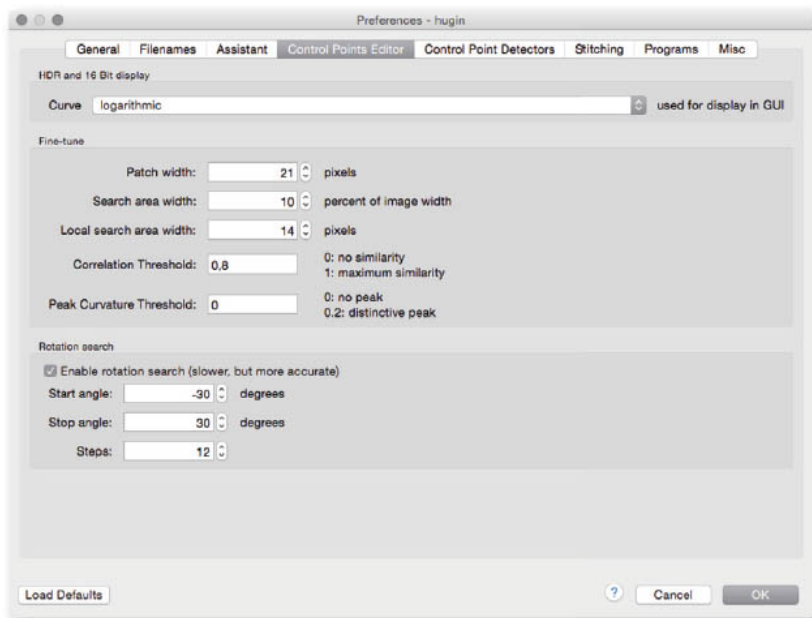 Preferences - hugin
General Filenames Assistant Control Points Editor Control Point Detectors Stitching Programs Misc
HDR and 16 Bit display
Curve logarithmic used for display in GUI
Fine-tune
Patch width: 21 pixels
Search area width: 10 percent of image width
Local search area width: 14 pixels
Correlation Threshold: 0,8 0: no similarity
1: maximum similarity
Peak Curvature Threshold: 0 0: no peak
0.2: distinctive peak
Rotation search
Enable rotation search (slower, but more accurate)
Start angle: -30 degrees
Stop angle: 30 degrees
Steps: 12
Load Defaults ? Cancel OK